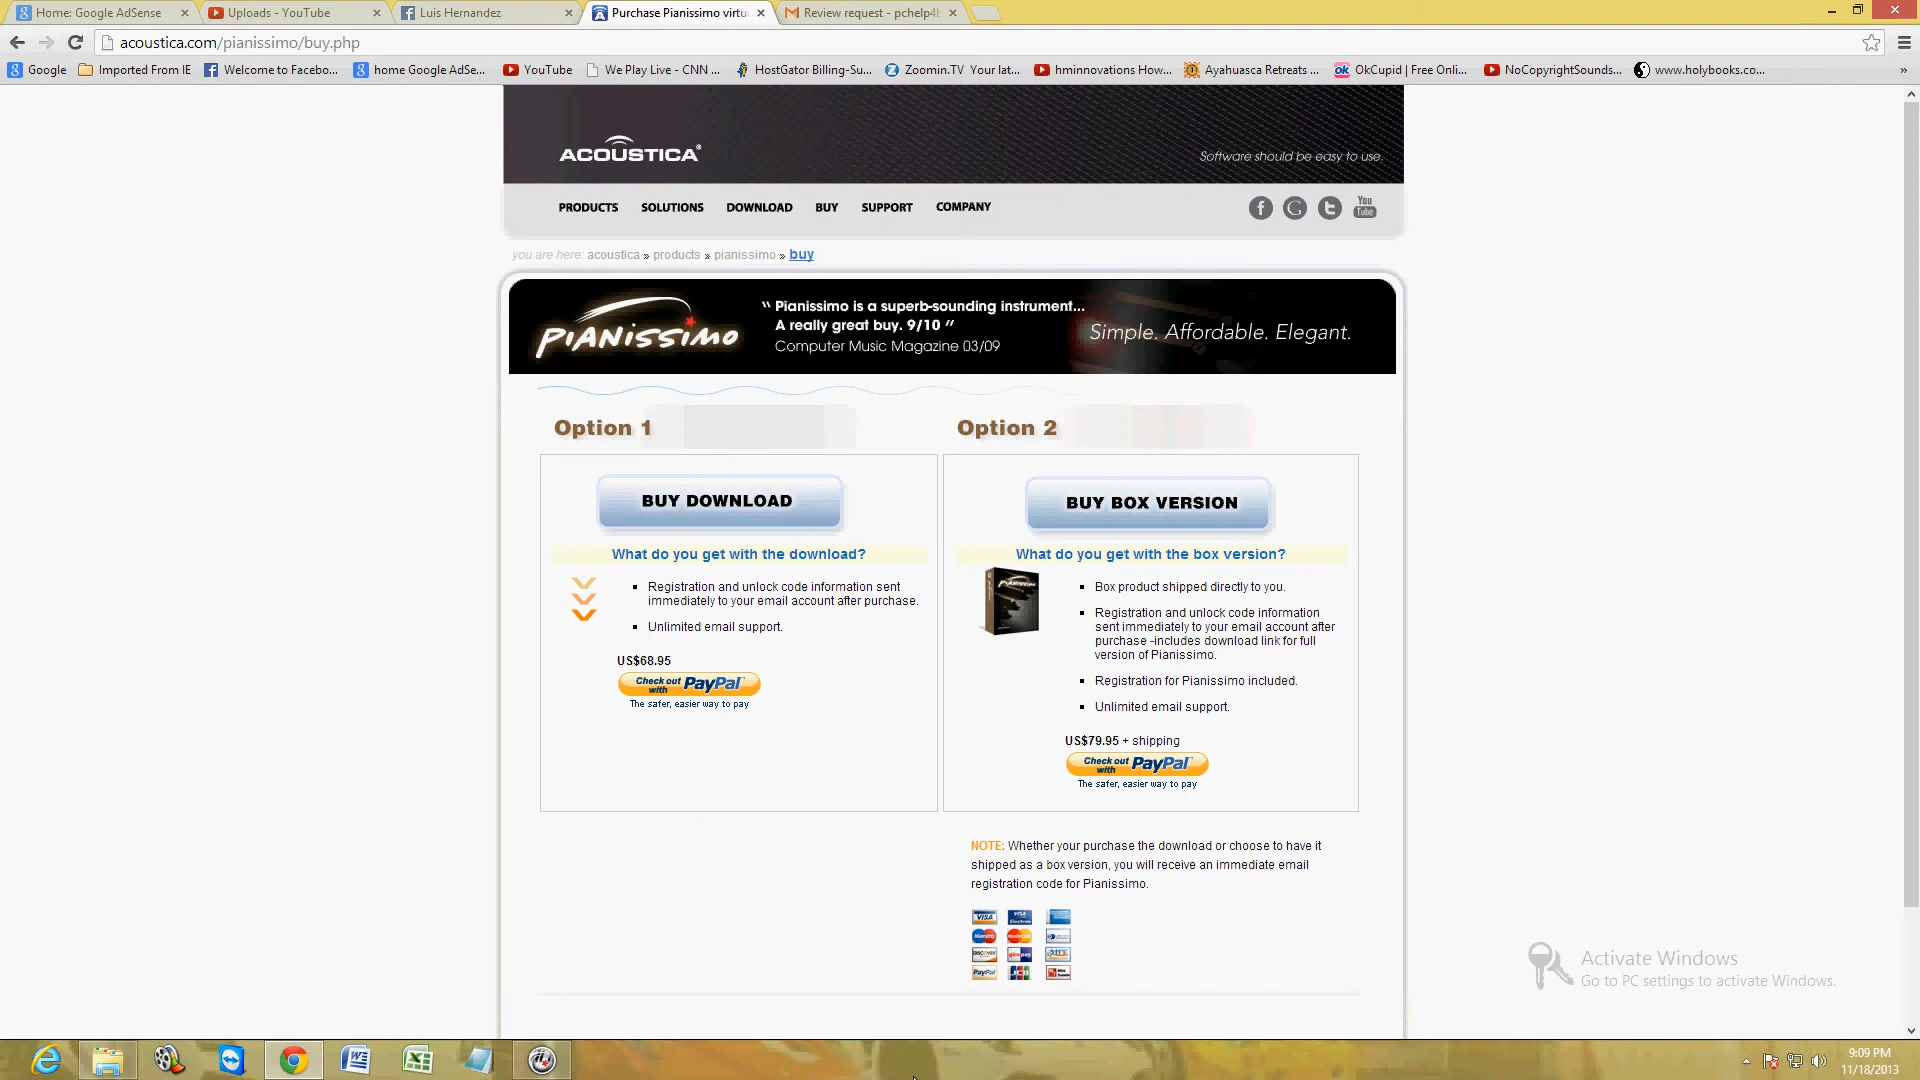 Home: Google AdSense
Uploads - YouTube
Luis Hernandez
Purchase Pianissimo virtu
Review request - pchelp4
acoustica.com/pianissimo/buy.php
Google
Imported From IE
Welcome to Facebo...
home Google AdSe...
YouTube
We Play Live - CNN ...
HostGator Billing-Su...
Zoomin.TV Your lat...
hminnovations How...
Ayahuasca Retreats ...
ok OkCupid | Free Onli...
NoCopyrightSounds...
www.holybooks.co...
»
ACOUSTICA®
Software should be easy to use.
PRODUCTS SOLUTIONS DOWNLOAD BUY SUPPORT COMPANY
You Tube
you are here: acoustica » products » pianissimo » buy
PiANiSSiMO
“ Pianissimo is a superb-sounding instrument...
A really great buy. 9/10 ”
Computer Music Magazine 03/09
Simple. Affordable. Elegant.
Option 1
BUY DOWNLOAD
What do you get with the download?
Registration and unlock code information sent
immediately to your email account after purchase.
Unlimited email support.
US$68.95
Check out with PayPal
The safer, easier way to pay
Option 2
BUY BOX VERSION
What do you get with the box version?
Box product shipped directly to you.
Registration and unlock code information
sent immediately to your email account after
purchase -includes download link for full
version of Pianissimo.
Registration for Pianissimo included.
Unlimited email support.
US$79.95 + shipping
Check out with PayPal
The safer, easier way to pay
NOTE: Whether your purchase the download or choose to have it
shipped as a box version, you will receive an immediate email
registration code for Pianissimo.
VISA VISA Electron
Maestro MasterCard
DISCOVER giropay
PayPal JCB
Activate Windows
Go to PC settings to activate Windows.
9:09 PM
11/18/2013